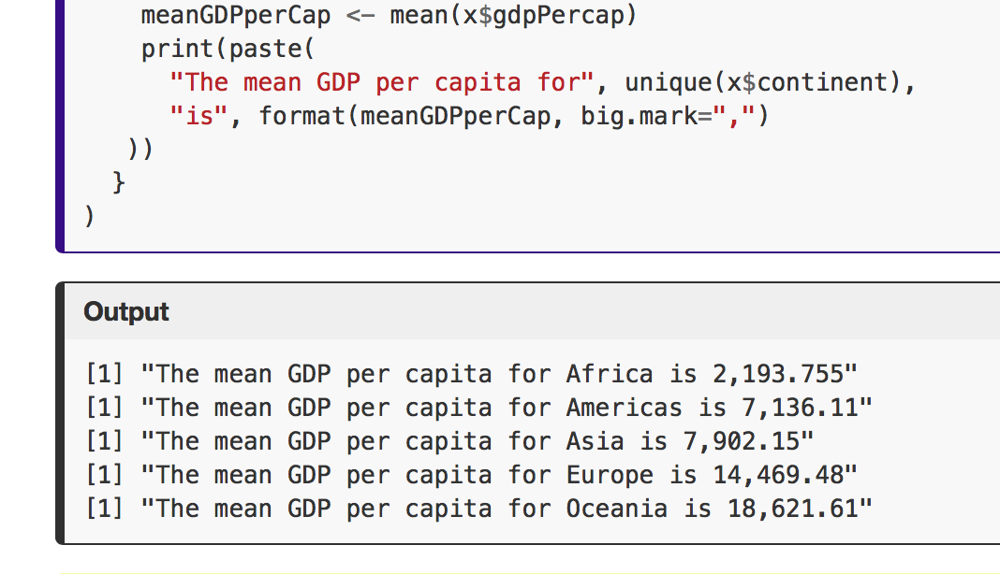 meanGDPperCap <- mean(x$gdpPercap)
print(paste(
"The mean GDP per capita for", unique(x$continent),
"is", format(meanGDPperCap, big.mark=",")
))
}
)
Output
[1] "The mean GDP per capita for Africa is 2,193.755"
[1] "The mean GDP per capita for Americas is 7,136.11"
[1] "The mean GDP per capita for Asia is 7,902.15"
[1] "The mean GDP per capita for Europe is 14,469.48"
[1] "The mean GDP per capita for Oceania is 18,621.61"